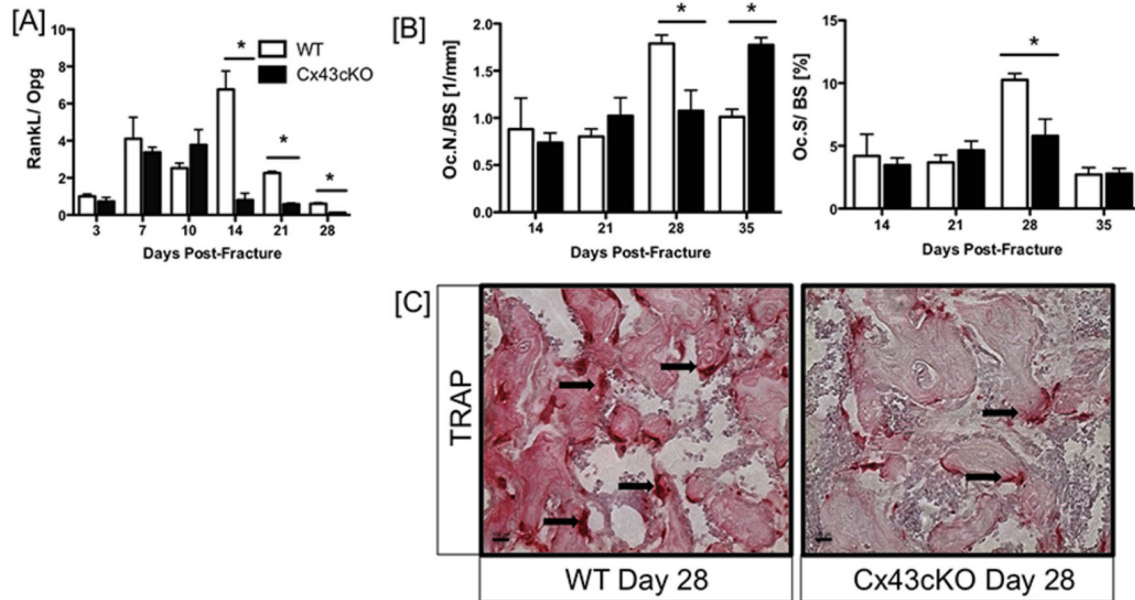 [A]
RankL/ Opg
10
8
6
4
2
0
* * *
WT
Cx43cKO
3 7 10 14 21 28
Days Post-Fracture
[B]
Oc.N./BS [1/mm]
2.0
1.5
1.0
0.5
0.0
* *
14 21 28 35
Days Post-Fracture
Oc.S/ BS [%]
15
10
5
0
*
14 21 28 35
Days Post-Fracture
[C]
TRAP
WT Day 28
Cx43cKO Day 28